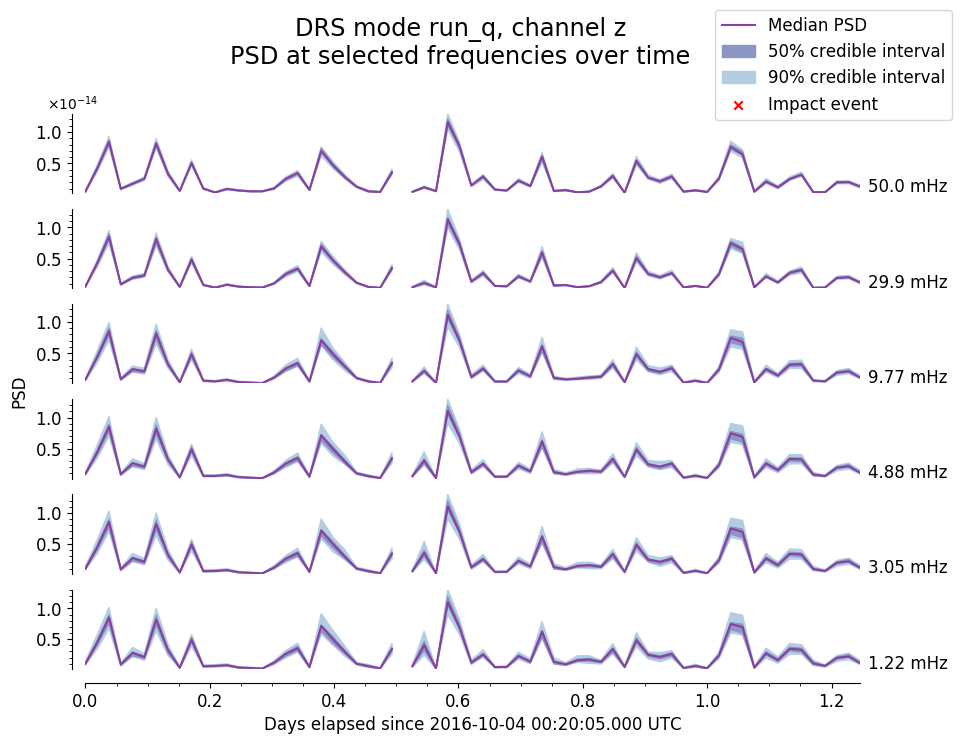 DRS mode run_q, channel z
PSD at selected frequencies over time
Median PSD
50% credible interval
90% credible interval
Impact event
×10⁻¹⁴
1.0
0.5
50.0 mHz
1.0
0.5
29.9 mHz
1.0
0.5
9.77 mHz
PSD
1.0
0.5
4.88 mHz
1.0
0.5
3.05 mHz
1.0
0.5
1.22 mHz
0.0 0.2 0.4 0.6 0.8 1.0 1.2
Days elapsed since 2016-10-04 00:20:05.000 UTC